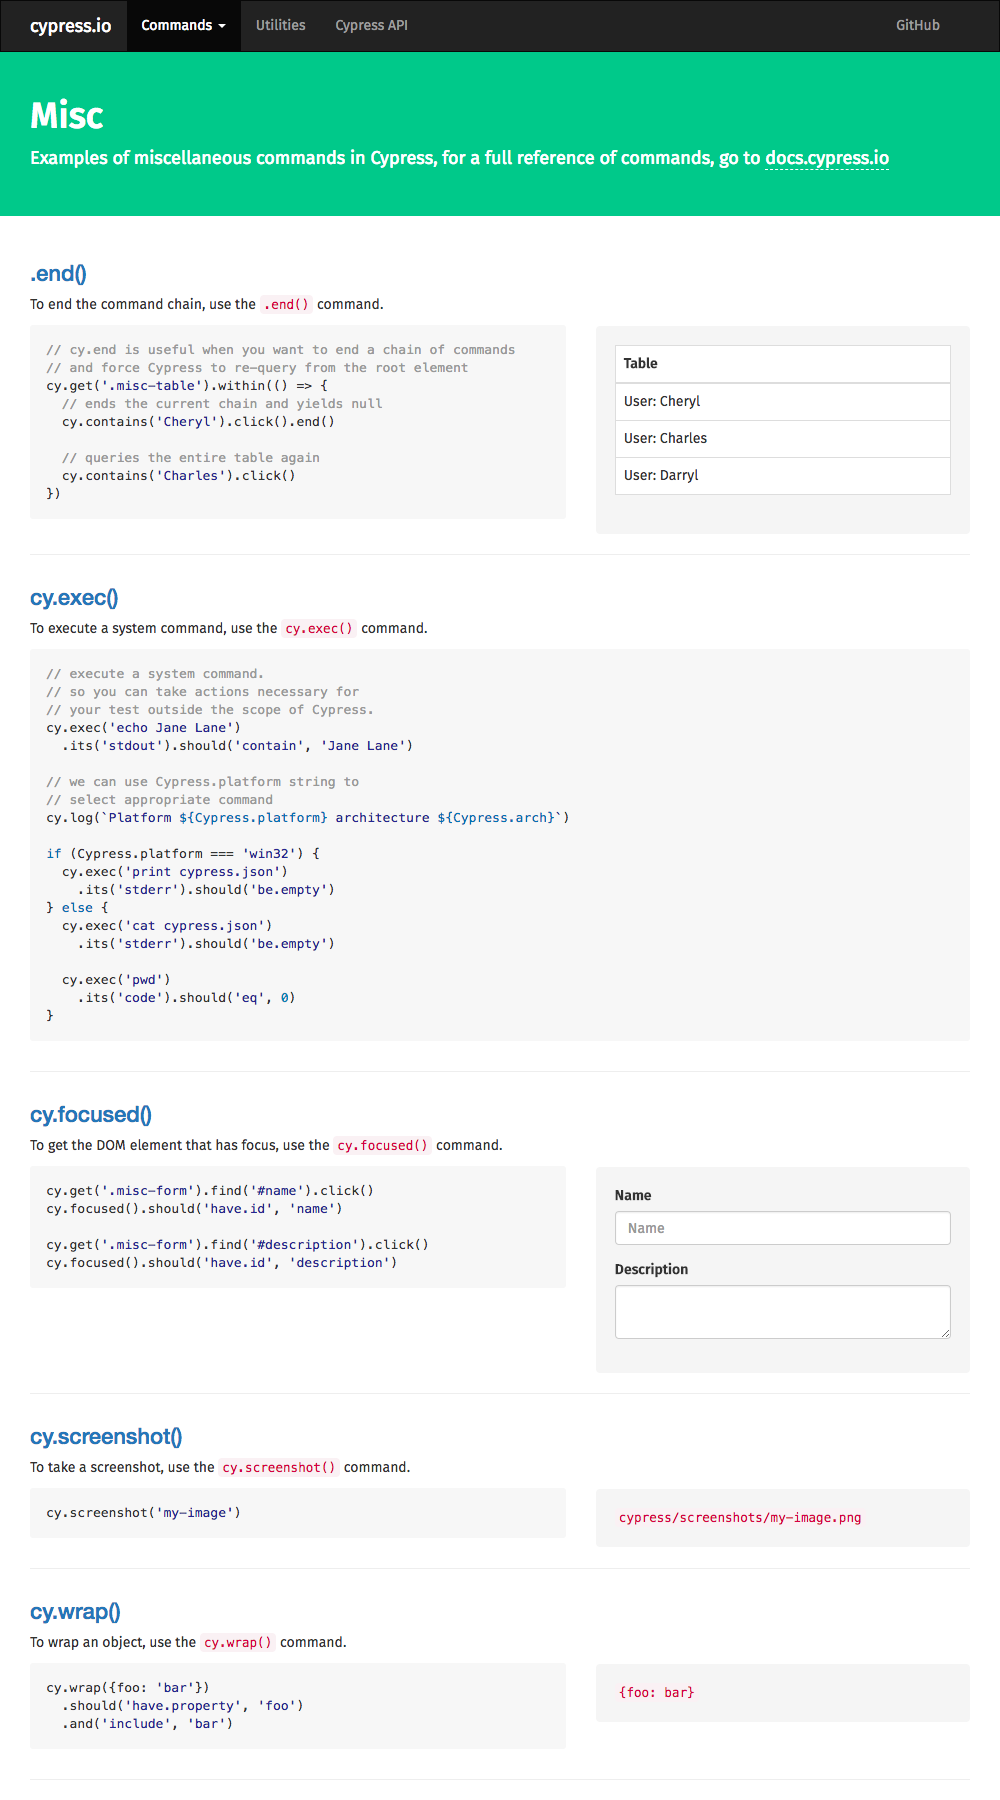 cypress.io Commands Utilities Cypress API GitHub
Misc
Examples of miscellaneous commands in Cypress, for a full reference of commands, go to docs.cypress.io
.end()
To end the command chain, use the .end() command.
// cy.end is useful when you want to end a chain of commands
// and force Cypress to re-query from the root element
cy.get('.misc-table').within(() => {
  // ends the current chain and yields null
  cy.contains('Cheryl').click().end()
  // queries the entire table again
  cy.contains('Charles').click()
})
Table
User: Cheryl
User: Charles
User: Darryl
cy.exec()
To execute a system command, use the cy.exec() command.
// execute a system command.
// so you can take actions necessary for
// your test outside the scope of Cypress.
cy.exec('echo Jane Lane')
  .its('stdout').should('contain', 'Jane Lane')
// we can use Cypress.platform string to
// select appropriate command
cy.log(`Platform ${Cypress.platform} architecture ${Cypress.arch}`)
if (Cypress.platform === 'win32') {
  cy.exec('print cypress.json')
    .its('stderr').should('be.empty')
} else {
  cy.exec('cat cypress.json')
    .its('stderr').should('be.empty')
  cy.exec('pwd')
    .its('code').should('eq', 0)
}
cy.focused()
To get the DOM element that has focus, use the cy.focused() command.
cy.get('.misc-form').find('#name').click()
cy.focused().should('have.id', 'name')
cy.get('.misc-form').find('#description').click()
cy.focused().should('have.id', 'description')
Name
Name
Description
cy.screenshot()
To take a screenshot, use the cy.screenshot() command.
cy.screenshot('my-image')
cypress/screenshots/my-image.png
cy.wrap()
To wrap an object, use the cy.wrap() command.
cy.wrap({foo: 'bar'})
  .should('have.property', 'foo')
  .and('include', 'bar')
{foo: bar}